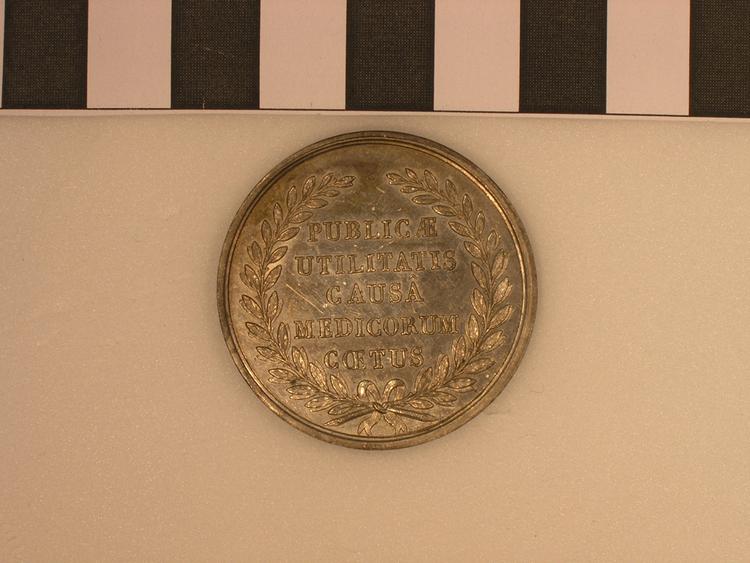 PUBLICÆ
UTILITATIS
CAUSÂ
MEDICORUM
CŒTUS